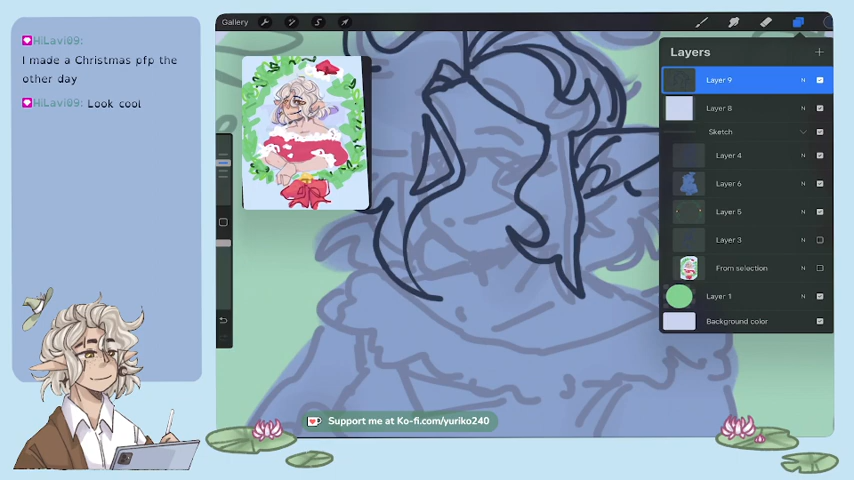 HiLavi09:
I made a Christmas pfp the
other day
HiLavi09: Look cool
Gallery
Layers
Layer 9 N
Layer 8 N
Sketch
Layer 4 N
Layer 6 N
Layer 5 N
Layer 3 N
From selection N
Layer 1 N
Background color
Support me at Ko-fi.com/yuriko240